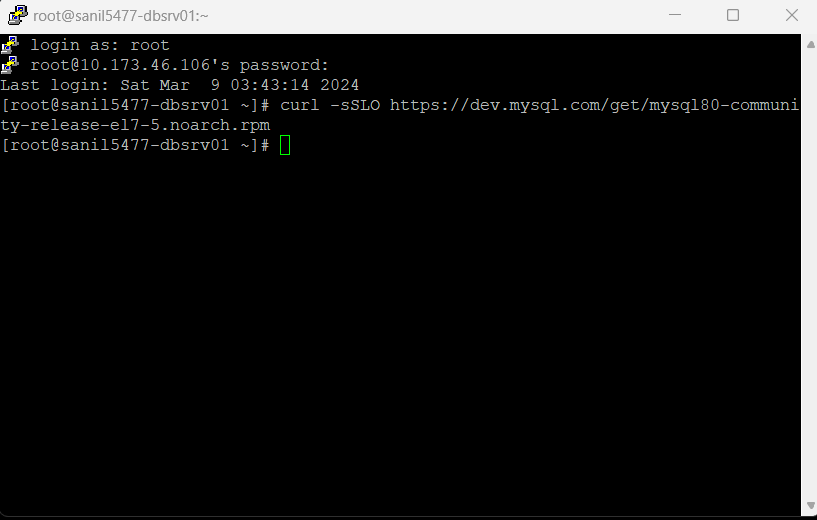 root@sanil5477-dbsrv01:~
login as: root
root@10.173.46.106's password:
Last login: Sat Mar  9 03:43:14 2024
[root@sanil5477-dbsrv01 ~]# curl -sSLO https://dev.mysql.com/get/mysql80-communi
ty-release-el7-5.noarch.rpm
[root@sanil5477-dbsrv01 ~]#